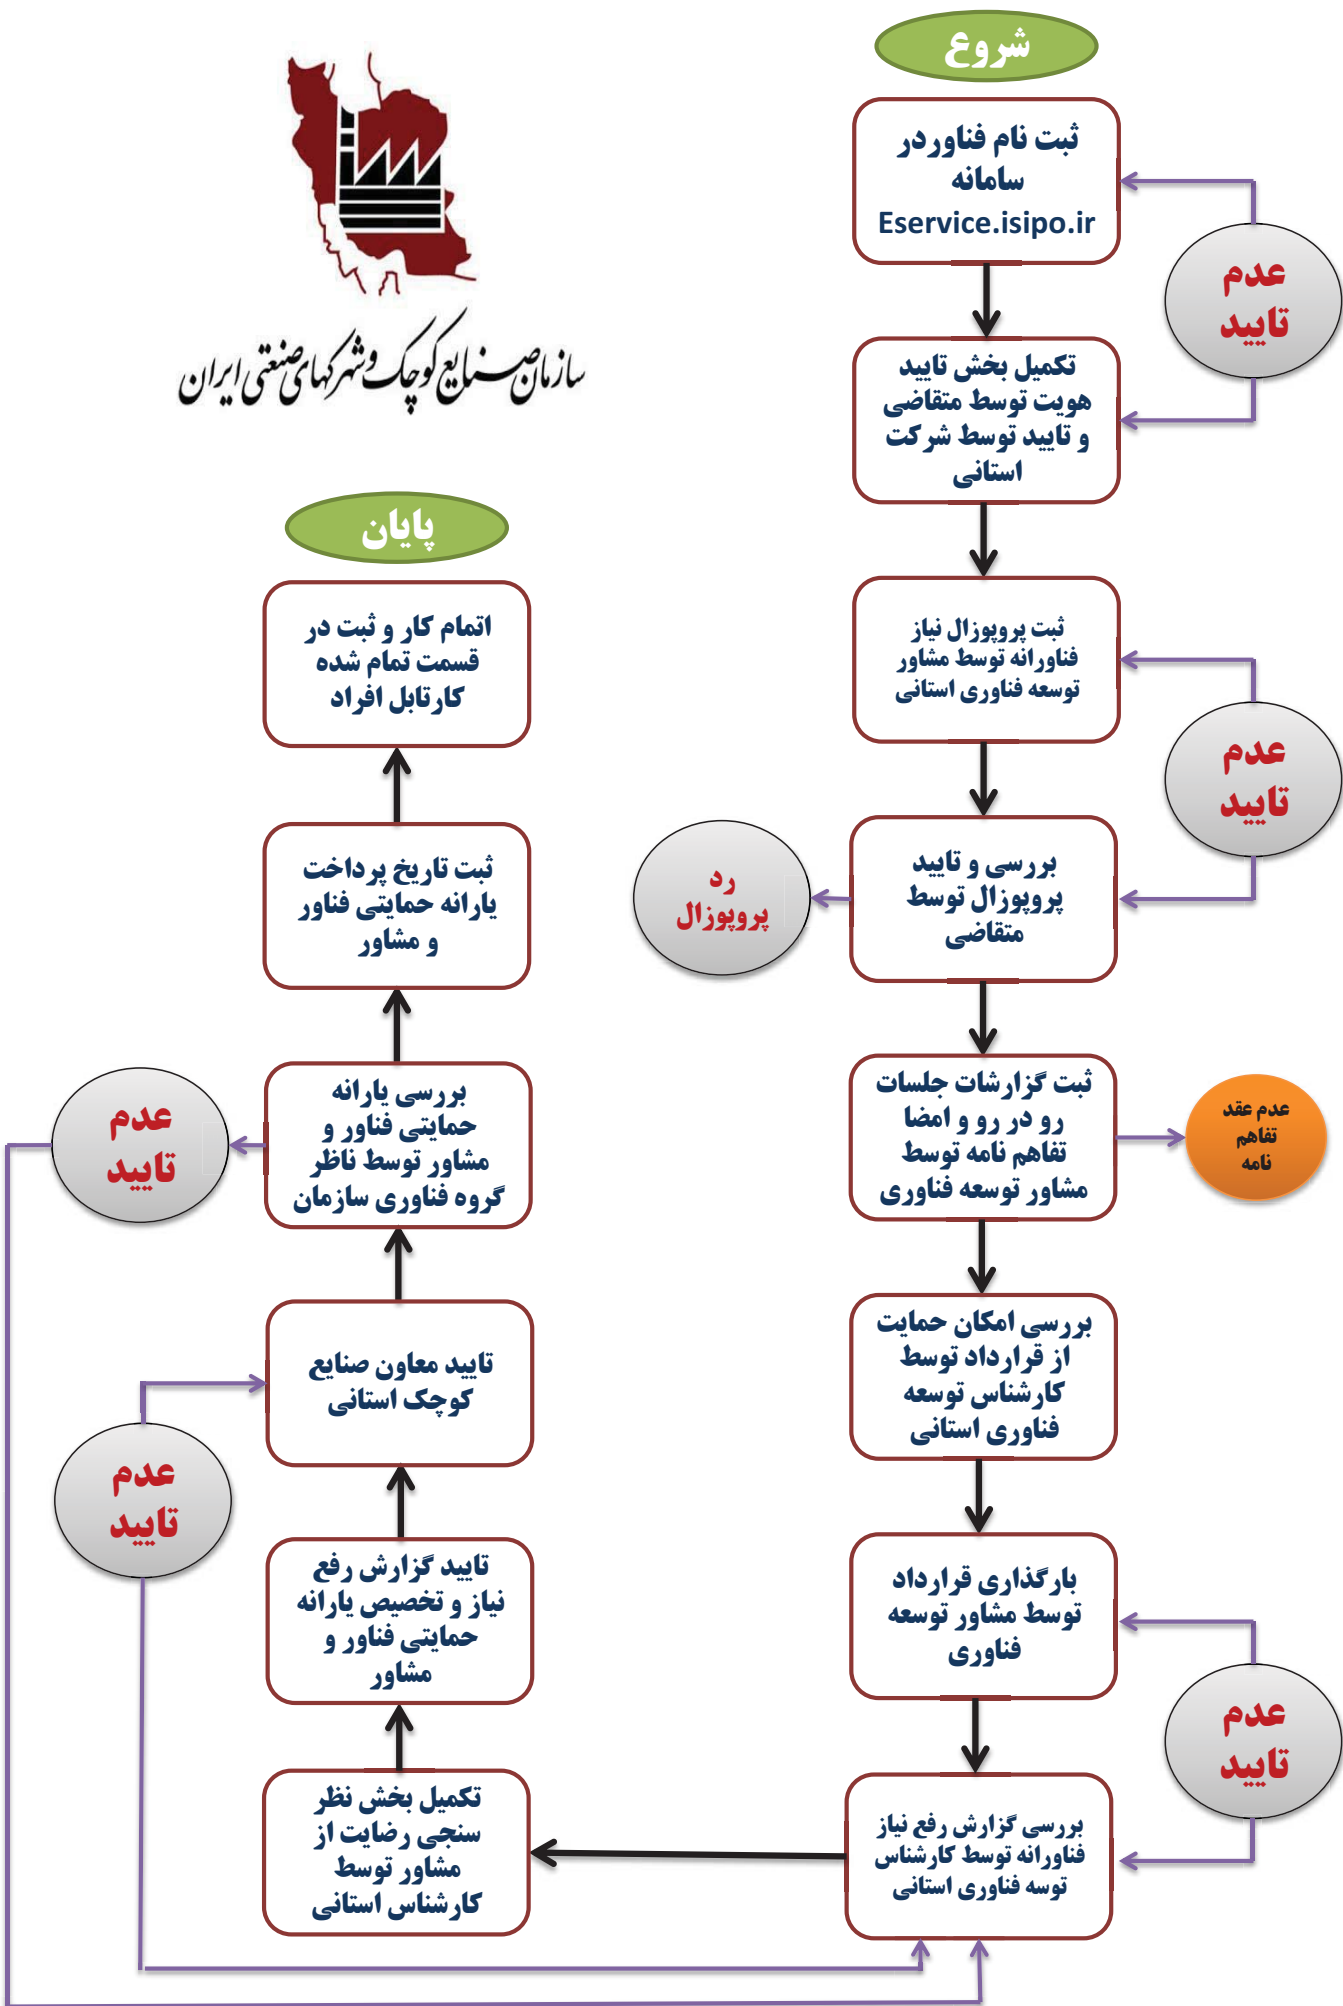 شروع
ثبت نام فناوردر
سامانه
Eservice.isipo.ir
عدم
تایید
تکمیل بخش تایید
هویت توسط متقاضی
و تایید توسط شرکت
استانی
ثبت پروپوزال نیاز
فناورانه توسط مشاور
توسعه فناوری استانی
عدم
تایید
بررسی و تایید
پروپوزال توسط
متقاضی
رد
پروپوزال
ثبت گزارشات جلسات
رو در رو و امضا
تفاهم نامه توسط
مشاور توسعه فناوری
عدم عقد
تفاهم
نامه
بررسی امکان حمایت
از قرارداد توسط
کارشناس توسعه
فناوری استانی
بارگذاری قرارداد
توسط مشاور توسعه
فناوری
عدم
تایید
بررسی گزارش رفع نیاز
فناورانه توسط کارشناس
توسه فناوری استانی
سازمان صنایع کوچک و شهرکهای صنعتی ایران
پایان
اتمام کار و ثبت در
قسمت تمام شده
کارتابل افراد
ثبت تاریخ پرداخت
یارانه حمایتی فناور
و مشاور
بررسی یارانه
حمایتی فناور و
مشاور توسط ناظر
گروه فناوری سازمان
عدم
تایید
تایید معاون صنایع
کوچک استانی
عدم
تایید
تایید گزارش رفع
نیاز و تخصیص یارانه
حمایتی فناور و
مشاور
تکمیل بخش نظر
سنجی رضایت از
مشاور توسط
کارشناس استانی